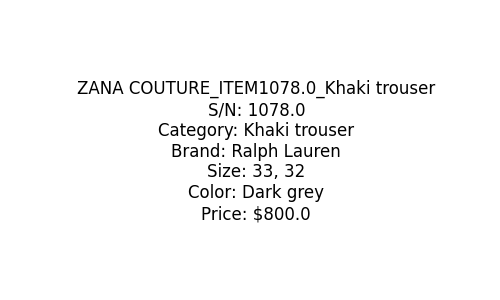 ZANA COUTURE_ITEM1078.0_Khaki trouser
S/N: 1078.0
Category: Khaki trouser
Brand: Ralph Lauren
Size: 33, 32
Color: Dark grey
Price: $800.0